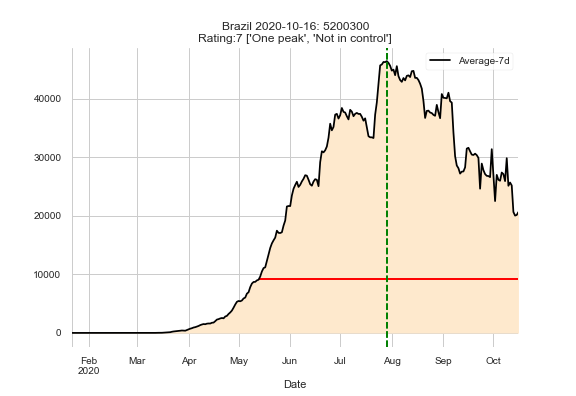 Brazil 2020-10-16: 5200300
Rating:7 ['One peak', 'Not in control']
Average-7d
40000
30000
20000
10000
0
Feb Mar Apr May Jun Jul Aug Sep Oct
2020
Date